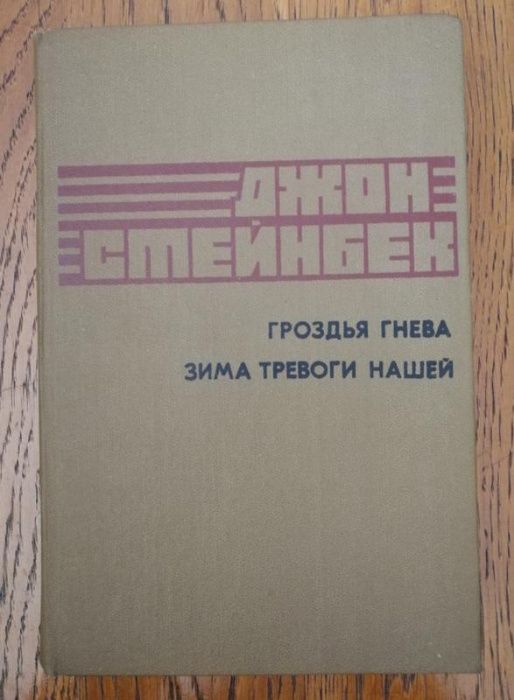 ДЖОН
СТЕЙНБЕК
ГРОЗДЬЯ ГНЕВА
ЗИМА ТРЕВОГИ НАШЕЙ